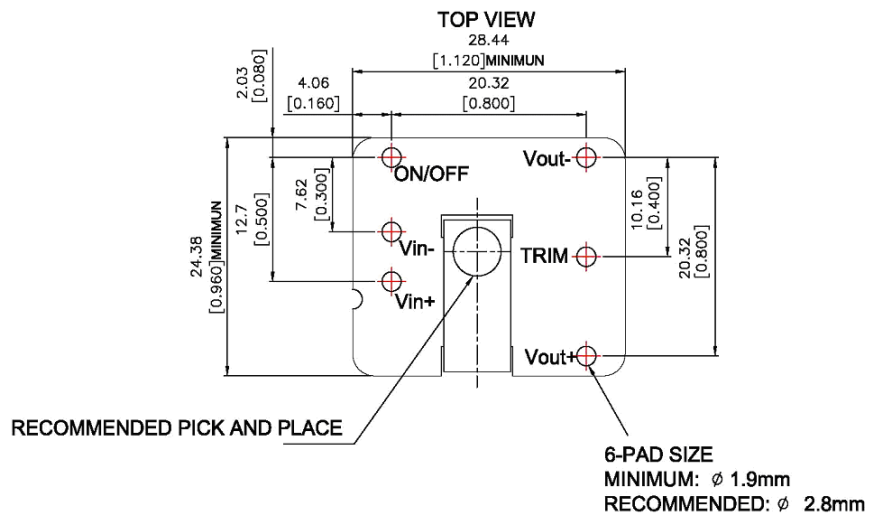 TOP VIEW
28.44
[1.120]MINIMUN
2.03
[0.080]
4.06
[0.160]
20.32
[0.800]
ON/OFF
Vout-
7.62
[0.300]
12.7
[0.500]
24.38
[0.960]MINIMUN
10.16
[0.400]
20.32
[0.800]
Vin-
TRIM
Vin+
Vout+
RECOMMENDED PICK AND PLACE
6-PAD SIZE
MINIMUM: ϕ 1.9mm
RECOMMENDED: ϕ 2.8mm